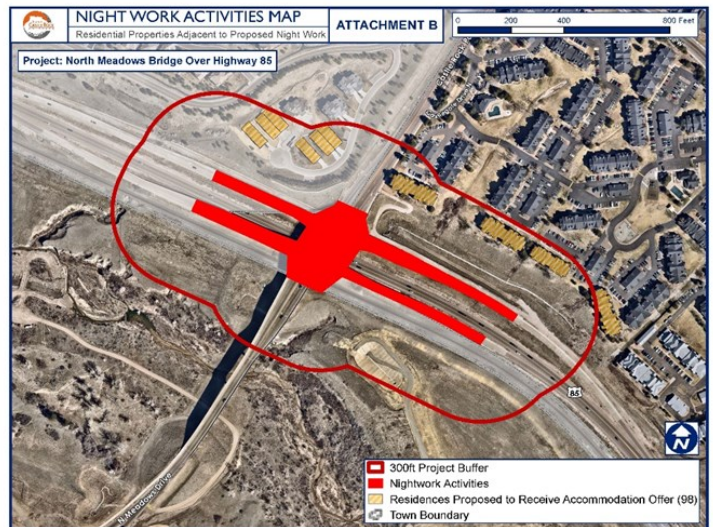 NIGHT WORK ACTIVITIES MAP
Residential Properties Adjacent to Proposed Night Work
ATTACHMENT B
0 200 400 800 Feet
Project: North Meadows Bridge Over Highway 85
85
N Meadows Drive
N
300ft Project Buffer
Nightwork Activities
Residences Proposed to Receive Accommodation Offer (98)
Town Boundary